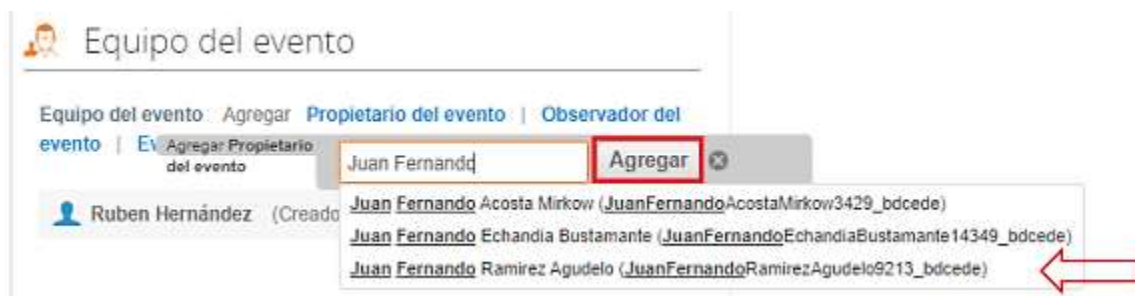 Equipo del evento
Equipo del evento Agregar Propietario del evento | Observador del
evento | Ev
Agregar Propietario
del evento
Juan Fernando
Agregar
Ruben Hernández (Creado
Juan Fernando Acosta Mirkow (JuanFernandoAcostaMirkow3429_bdcede)
Juan Fernando Echandia Bustamante (JuanFernandoEchandiaBustamante14349_bdcede)
Juan Fernando Ramirez Agudelo (JuanFernandoRamirezAgudelo9213_bdcede)